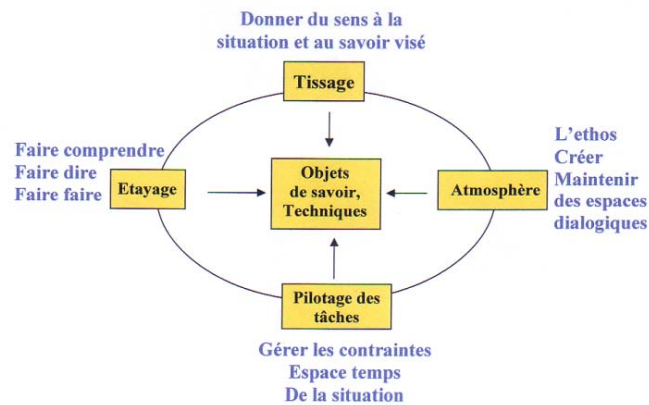 Donner du sens à la
situation et au savoir visé
Tissage
Faire comprendre
Faire dire
Faire faire
Etayage
Objets
de savoir,
Techniques
Atmosphère
L'ethos
Créer
Maintenir
des espaces
dialogiques
Pilotage des
tâches
Gérer les contraintes
Espace temps
De la situation